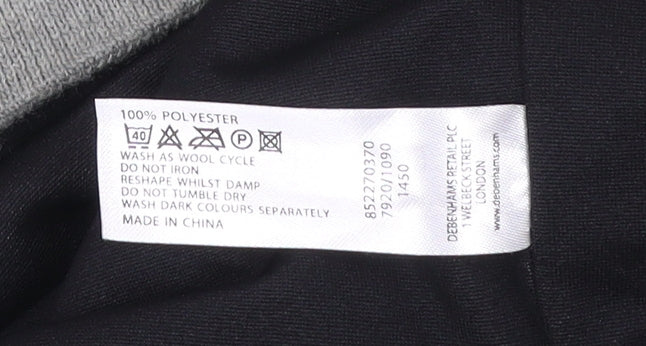 100% POLYESTER
40 P
WASH AS WOOL CYCLE
DO NOT IRON
RESHAPE WHILST DAMP
DO NOT TUMBLE DRY
WASH DARK COLOURS SEPARATELY
MADE IN CHINA
852270370
7920/1090
1450
DEBENHAMS RETAIL PLC
1 WELBECK STREET
LONDON
www.debenhams.com